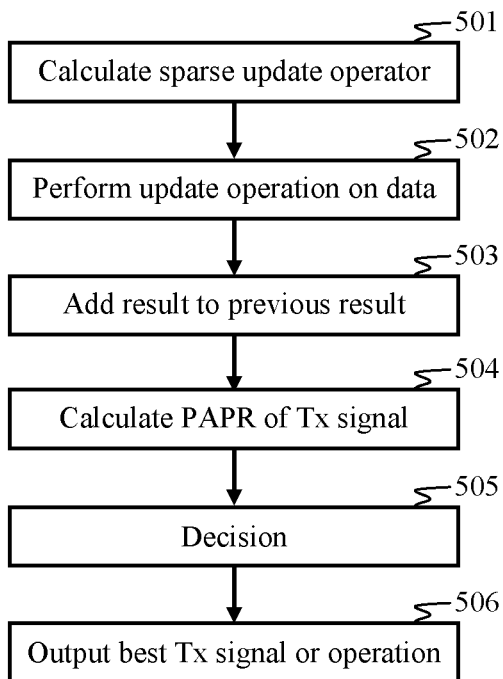 501
Calculate sparse update operator
502
Perform update operation on data
503
Add result to previous result
504
Calculate PAPR of Tx signal
505
Decision
506
Output best Tx signal or operation